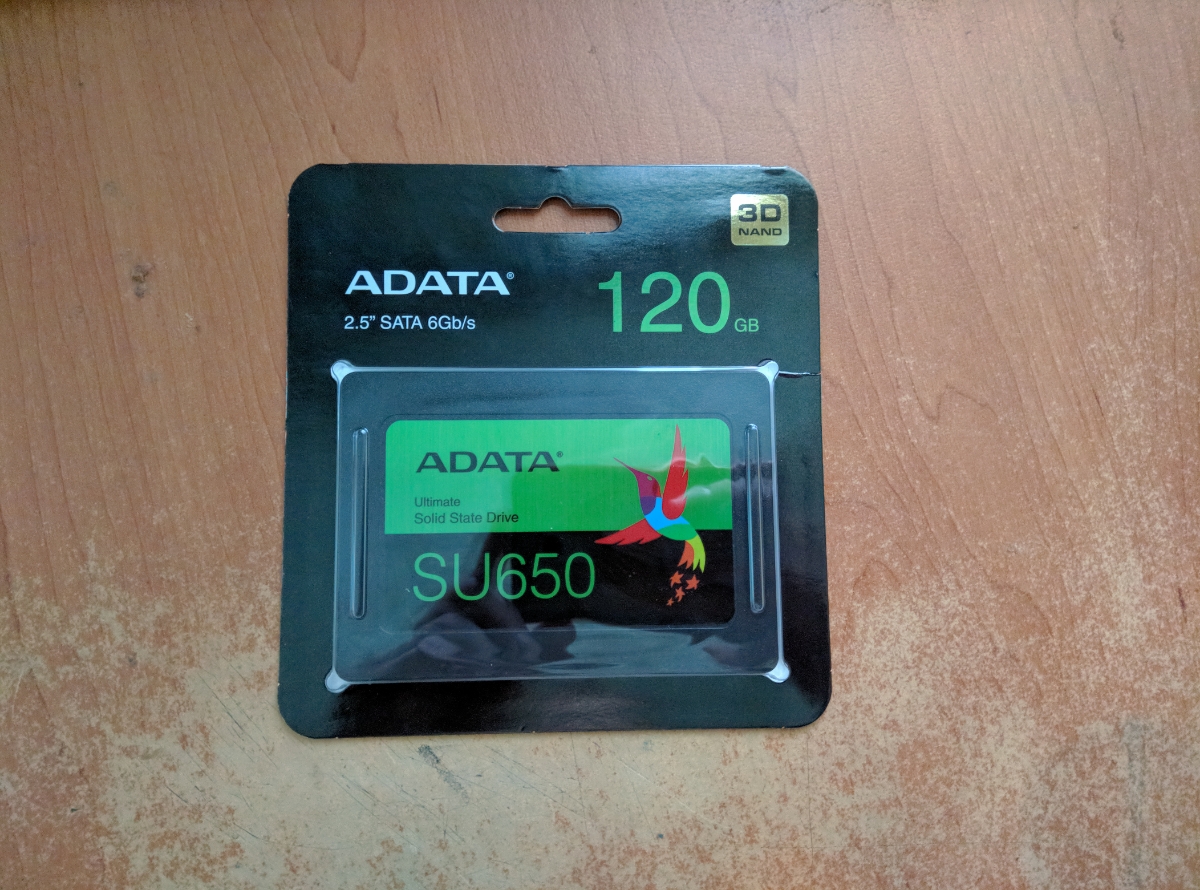 3D
NAND
ADATA®
120 GB
2.5” SATA 6Gb/s
ADATA®
Ultimate
Solid State Drive
SU650